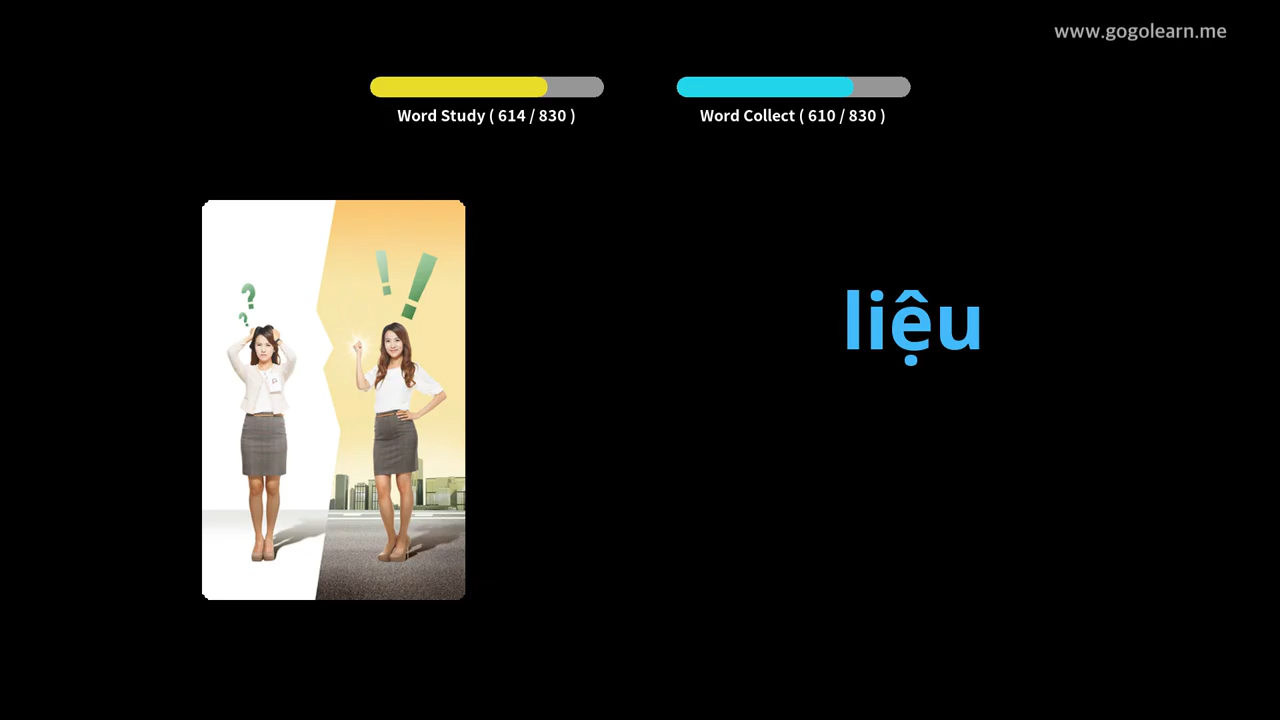 www.gogolearn.me
Word Study ( 614 / 830 )
Word Collect ( 610 / 830 )
? ?
! !
liệu